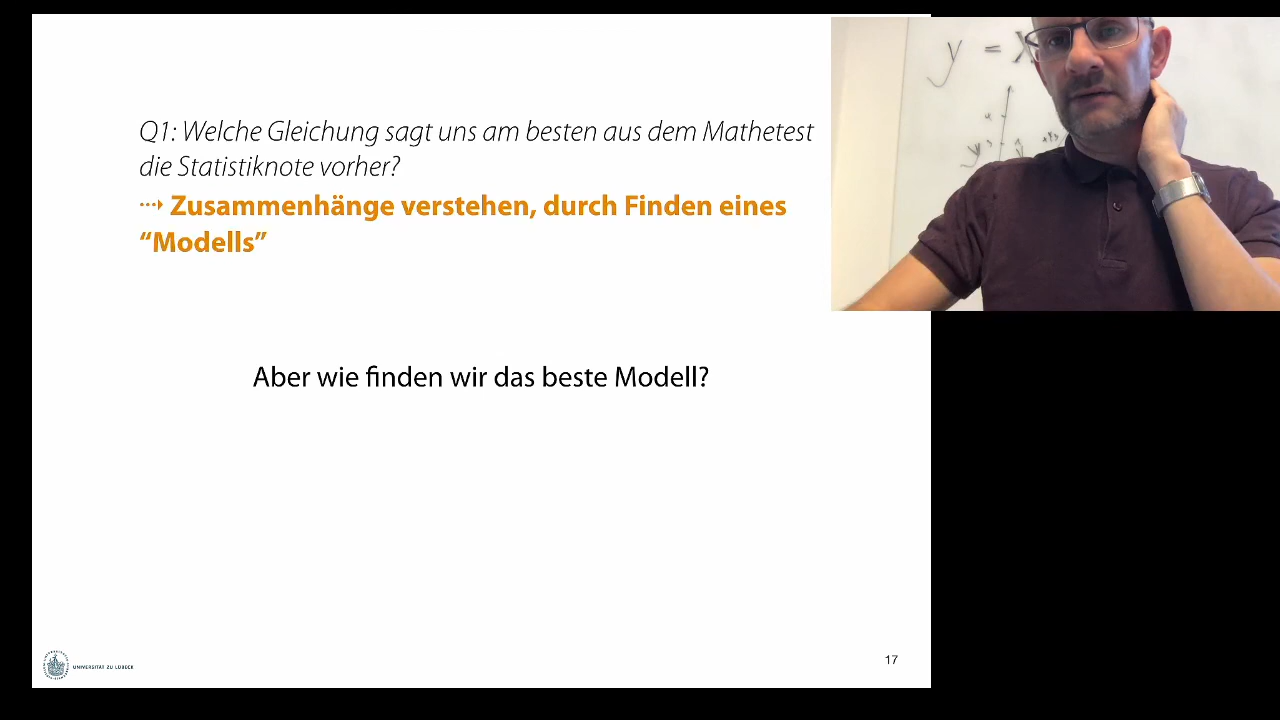 Q1: Welche Gleichung sagt uns am besten aus dem Mathetest
die Statistiknote vorher?
⇢ Zusammenhänge verstehen, durch Finden eines
“Modells”
Aber wie finden wir das beste Modell?
UNIVERSITÄT ZU LÜBECK
17
y = X